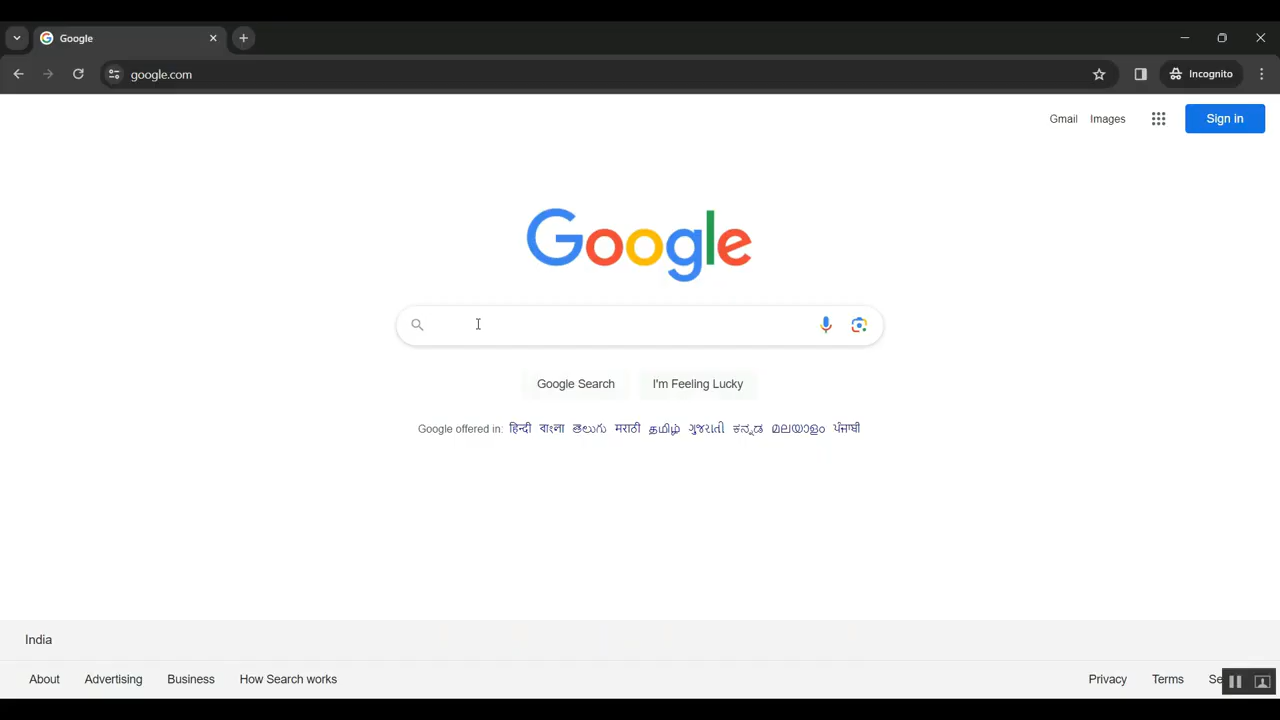 Google
google.com
Incognito
Gmail Images Sign in
Google
Google Search I'm Feeling Lucky
Google offered in: हिन्दी বাংলা తెలుగు मराठी தமிழ் ગુજરાતી ಕನ್ನಡ മലയാളം ਪੰਜਾਬੀ
India
About Advertising Business How Search works Privacy Terms Se